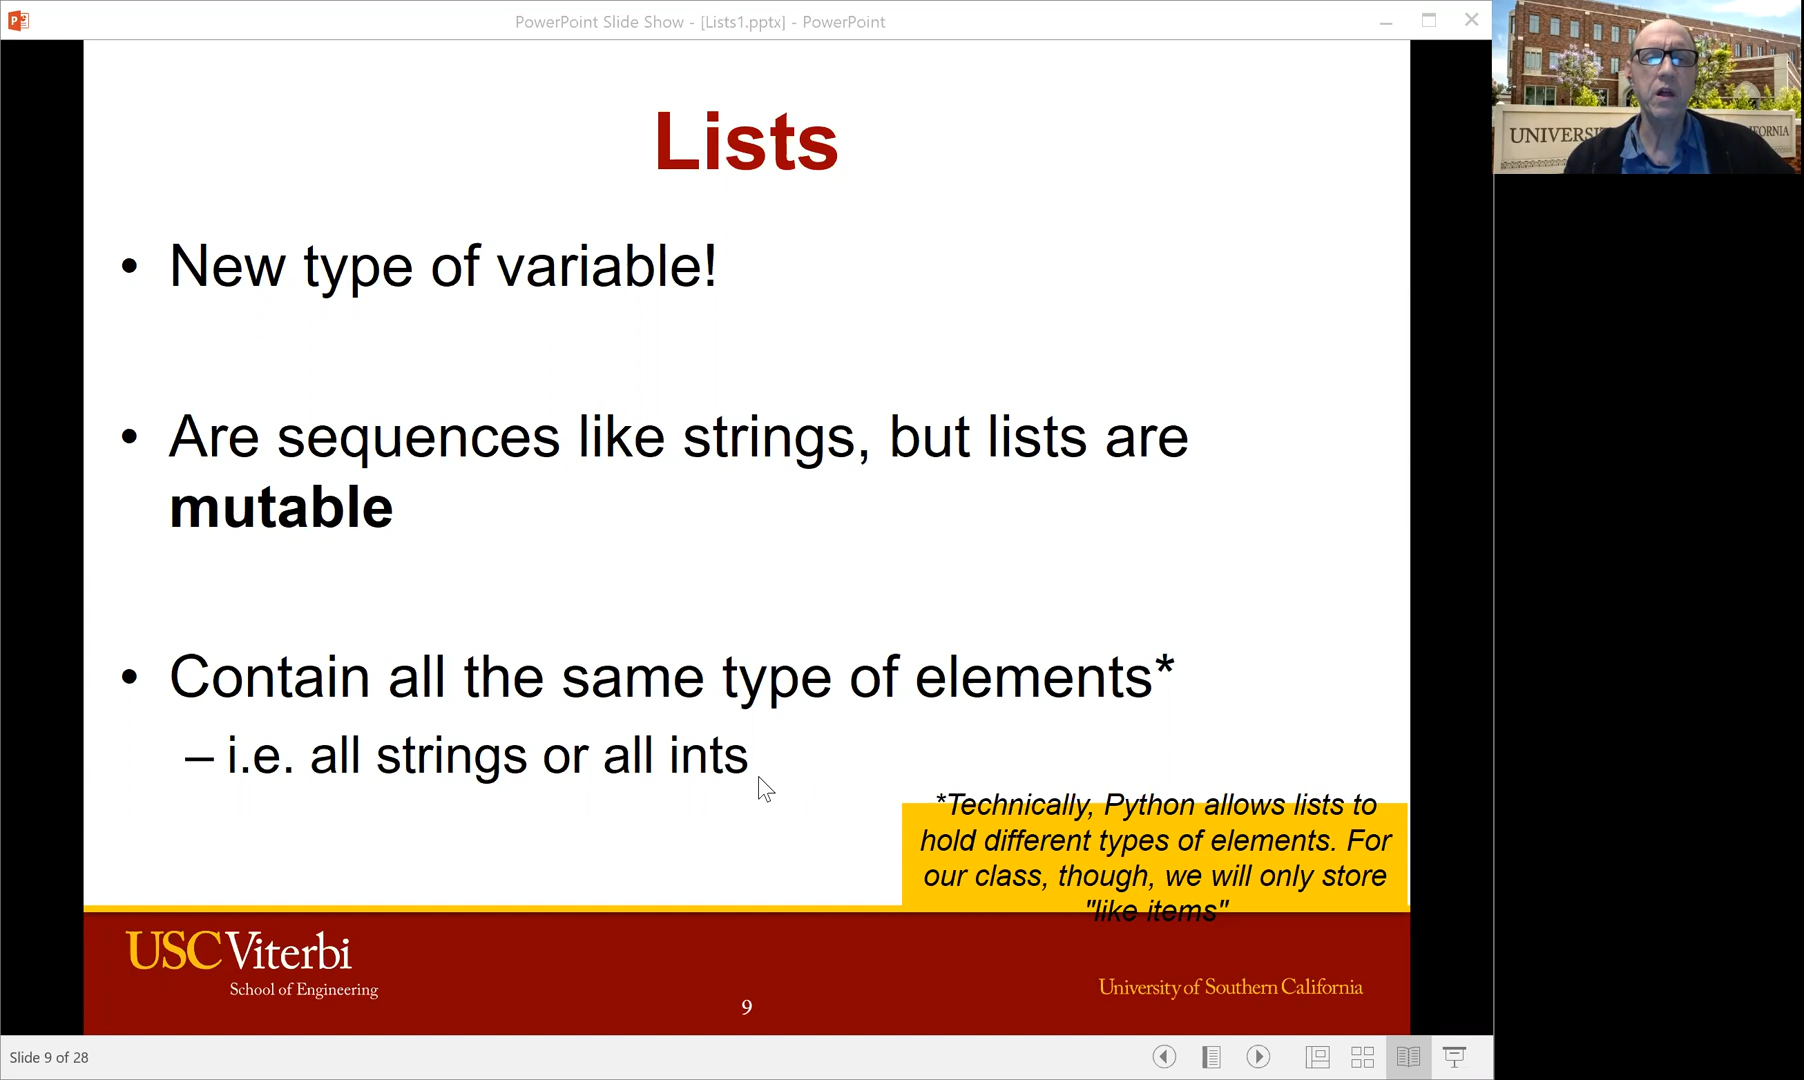 PowerPoint Slide Show - [Lists1.pptx] - PowerPoint
Lists
• New type of variable!
• Are sequences like strings, but lists are
mutable
• Contain all the same type of elements*
– i.e. all strings or all ints
*Technically, Python allows lists to
hold different types of elements. For
our class, though, we will only store
"like items"
USC Viterbi
School of Engineering
University of Southern California
9
Slide 9 of 28